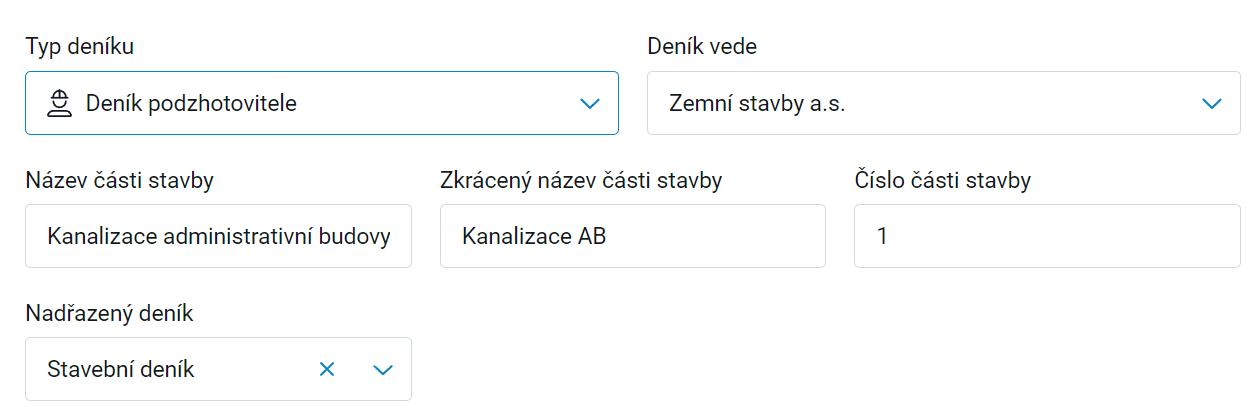 Typ deníku
Deník vede
Deník podzhotovitele
Zemní stavby a.s.
Název části stavby
Zkrácený název části stavby
Číslo části stavby
Kanalizace administrativní budovy
Kanalizace AB
1
Nadřazený deník
Stavební deník